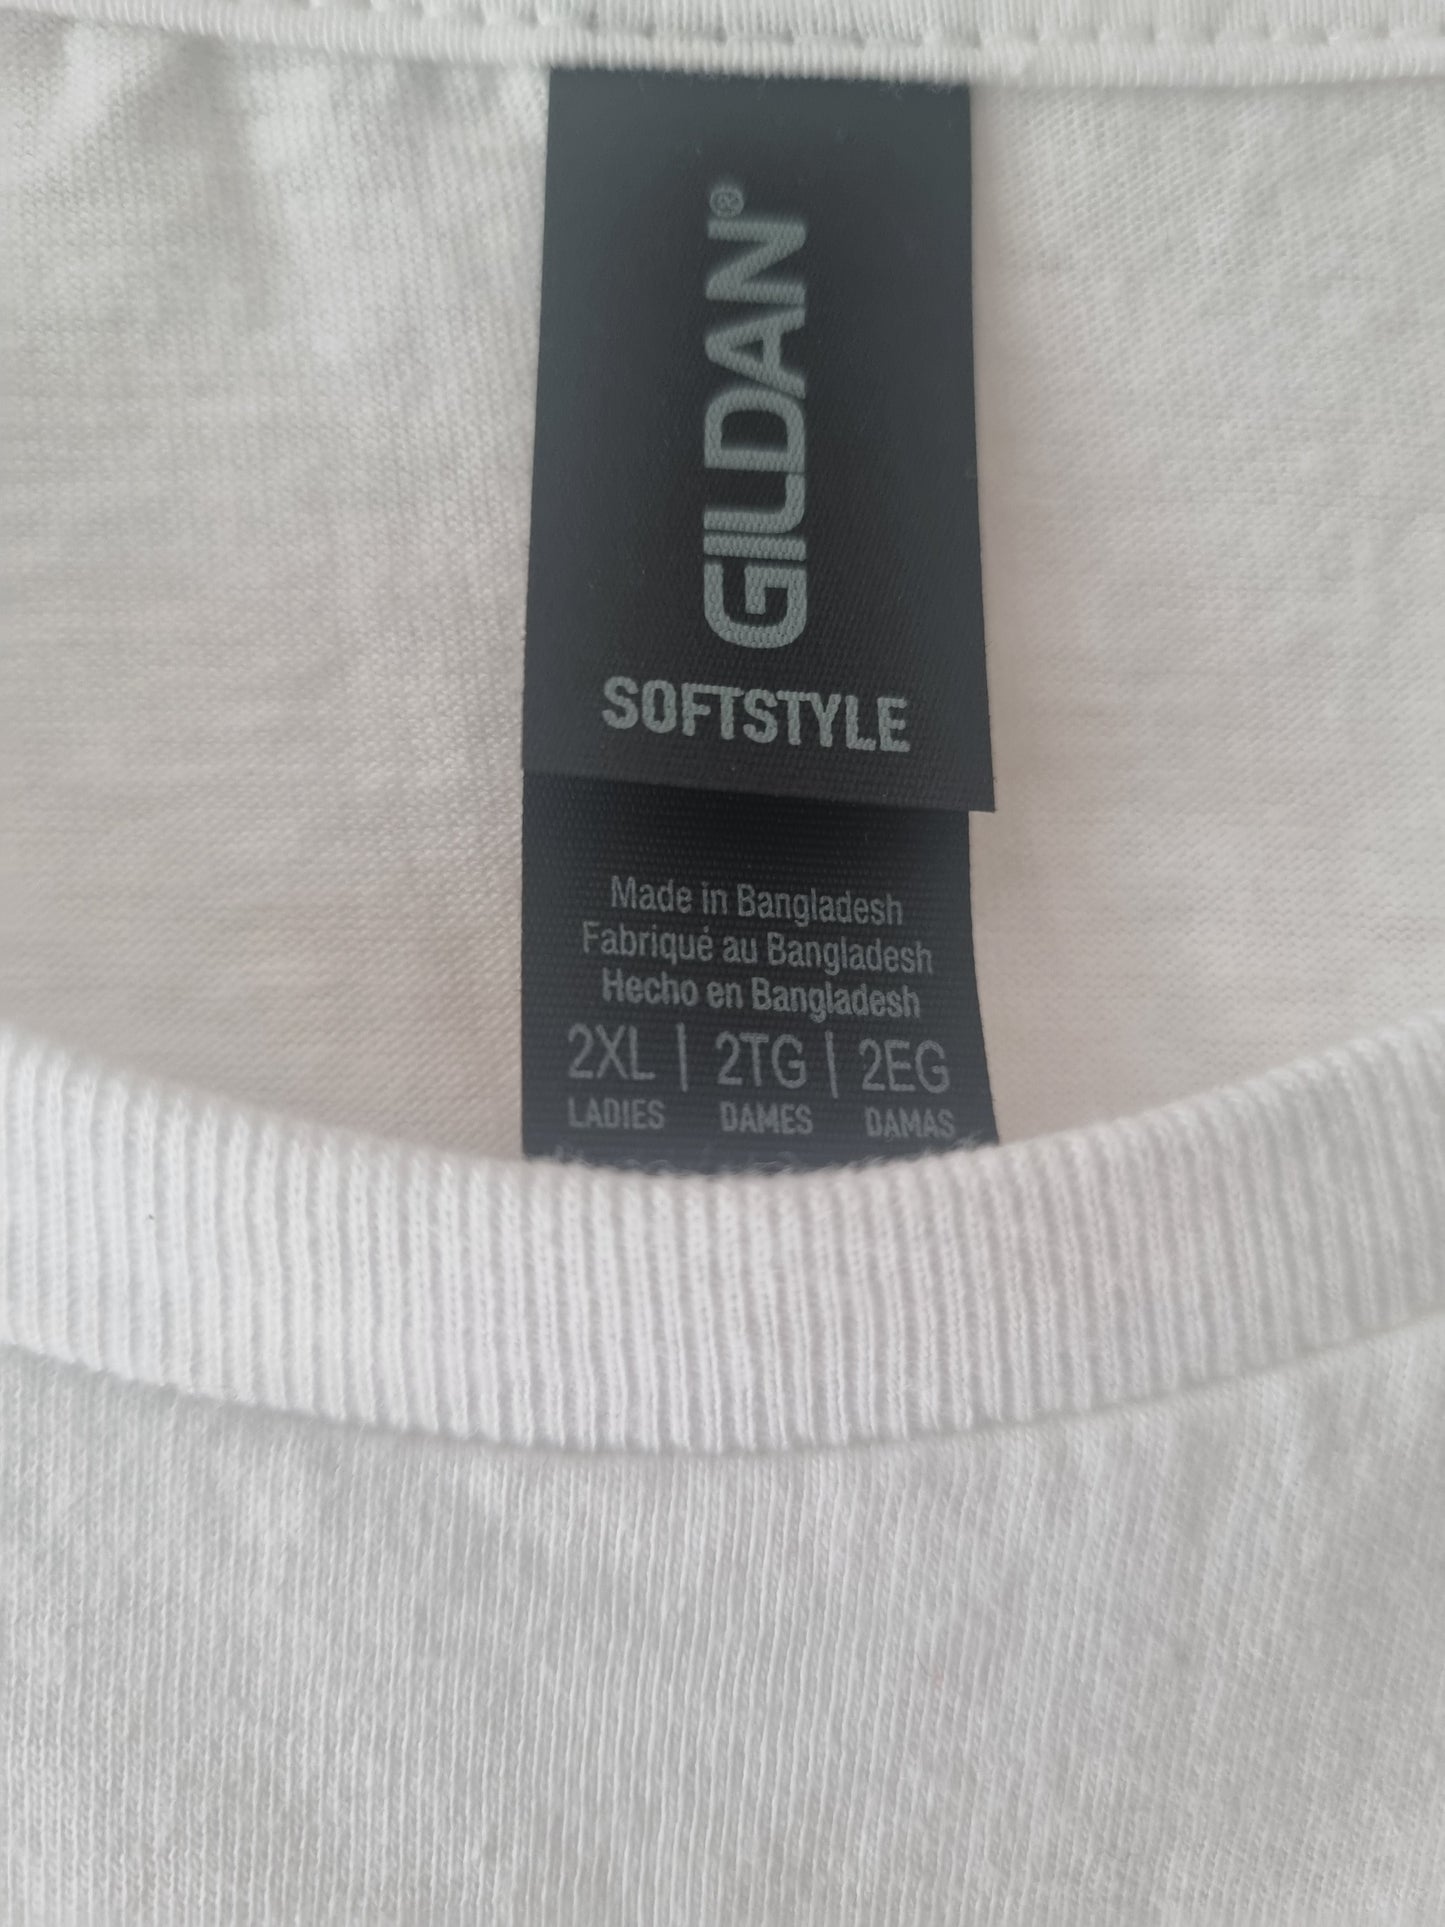 GILDAN®
SOFTSTYLE
Made in Bangladesh
Fabriqué au Bangladesh
Hecho en Bangladesh
2XL | 2TG | 2EG
LADIES DAMES DAMAS